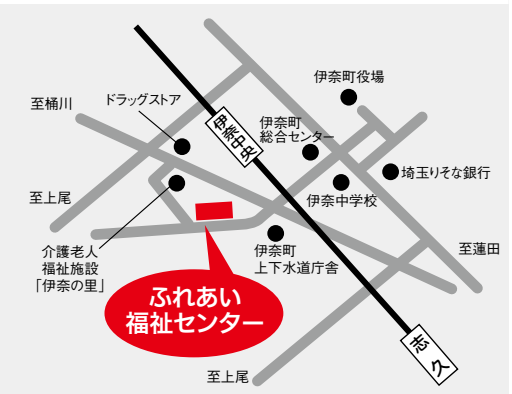 伊奈町役場
至桶川
ドラッグストア
伊奈中央
伊奈町
総合センター
埼玉りそな銀行
伊奈中学校
至上尾
介護老人
福祉施設
「伊奈の里」
伊奈町
上下水道庁舎
至蓮田
ふれあい
福祉センター
志久
至上尾